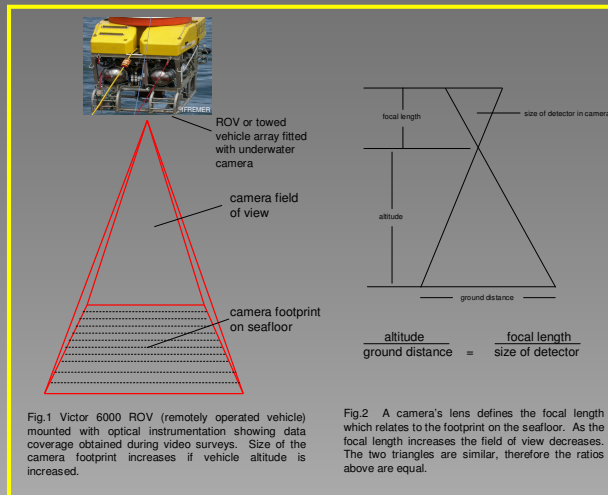 IFREMER
ROV or towed
vehicle array fitted
with underwater
camera
camera field
of view
camera footprint
on seafloor
Fig.1 Victor 6000 ROV (remotely operated vehicle)
mounted with optical instrumentation showing data
coverage obtained during video surveys. Size of the
camera footprint increases if vehicle altitude is
increased.
focal length
size of detector in camera
altitude
ground distance
altitude focal length
ground distance = size of detector
Fig.2 A camera's lens defines the focal length
which relates to the footprint on the seafloor. As the
focal length increases the field of view decreases.
The two triangles are similar, therefore the ratios
above are equal.